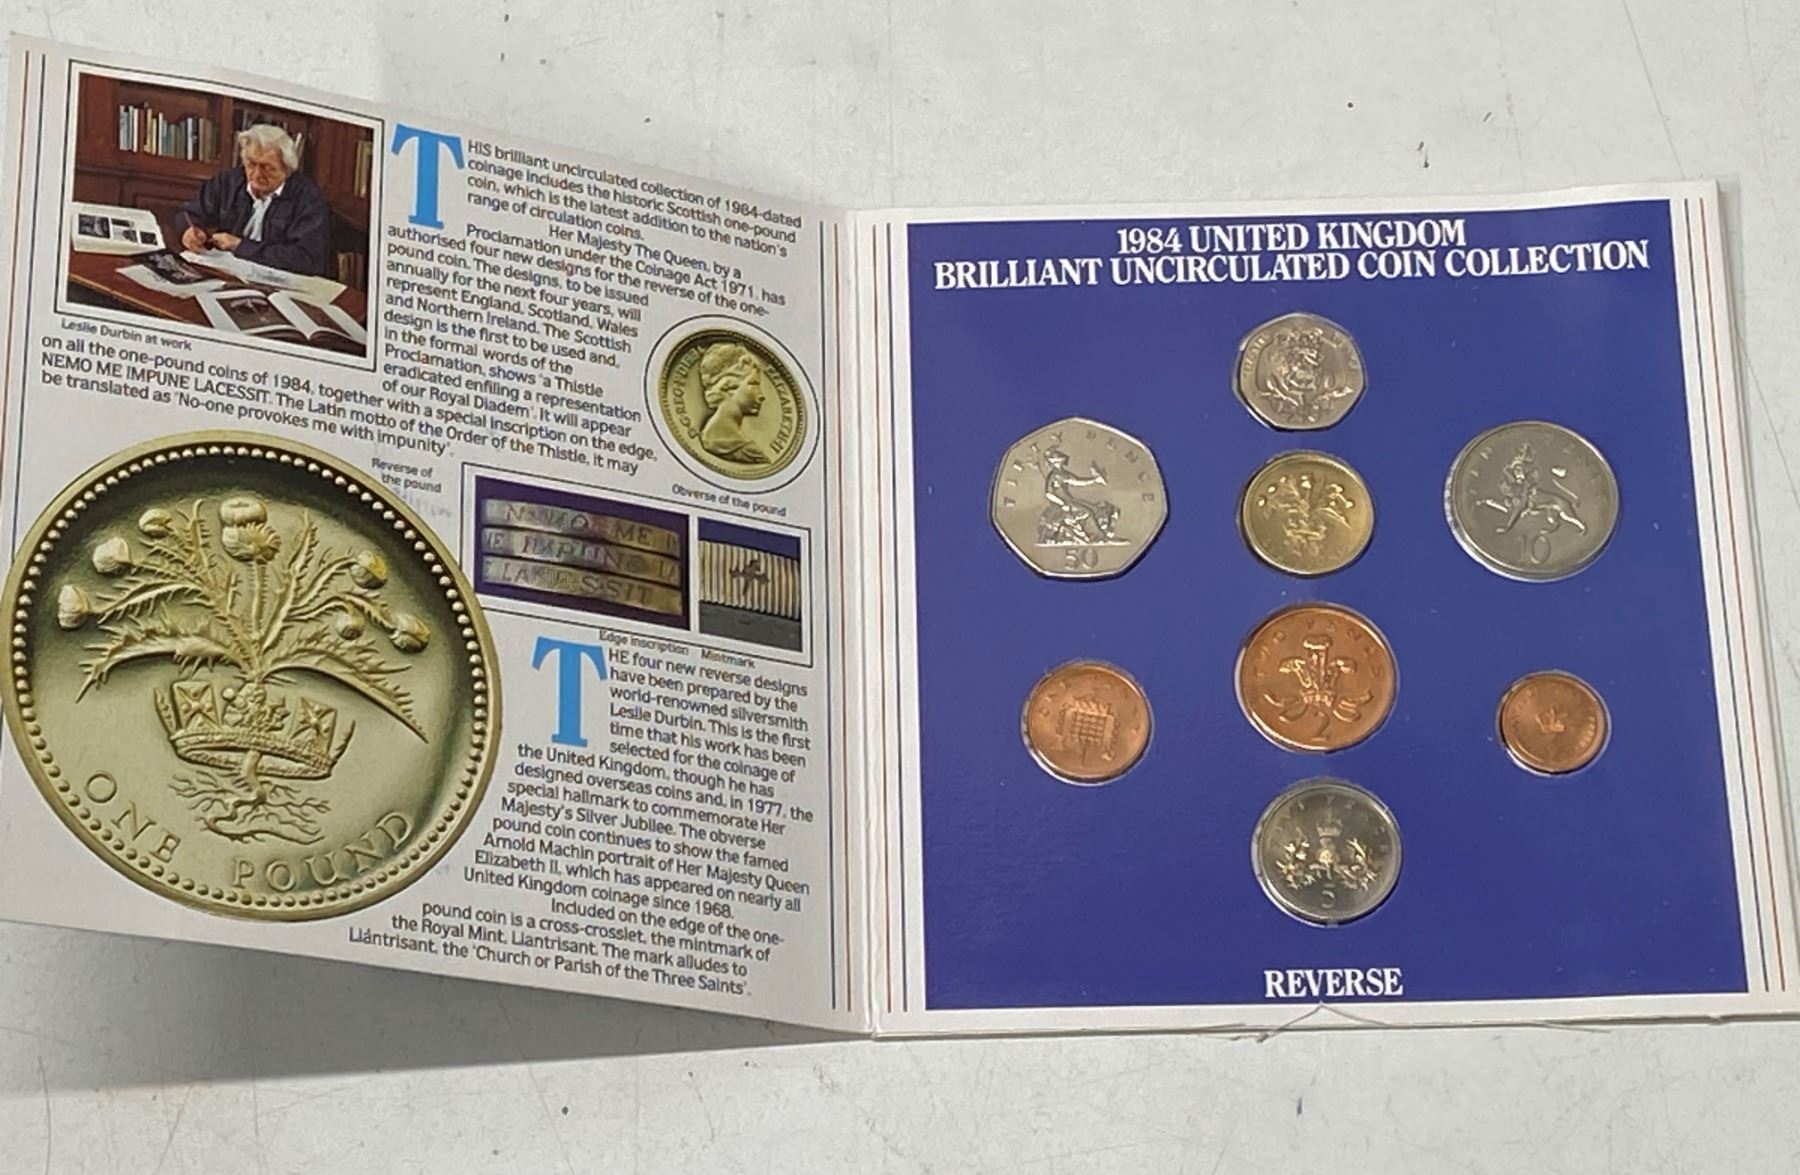 THIS brilliant uncirculated collection of 1984-dated
coinage includes the historic Scottish one-pound
coin, which is the latest addition to the nation's
range of circulation coins.
Her Majesty The Queen, by a
Proclamation under the Coinage Act 1971, has
authorised four new designs for the reverse of the one-
pound coin. The designs, to be issued
annually for the next four years, will
represent England, Scotland, Wales
and Northern Ireland. The Scottish
design is the first to be used and,
in the formal words of the
Proclamation, shows "a Thistle
eradicated enfiling a representation
of our Royal Diadem". It will appear
on all the one-pound coins of 1984, together with a special inscription on the edge,
NEMO ME IMPUNE LACESSIT. The Latin motto of the Order of the Thistle, it may
be translated as 'No-one provokes me with impunity'.
Leslie Durbin at work
D·G·REG·F·D·1983
ELIZABETH·II
Obverse of the pound
Reverse of
the pound
ONE POUND
NEMO ME
IMPUNE
LACESSIT
Edge inscription
Mintmark
THE four new reverse designs
have been prepared by the
world-renowned silversmith
Leslie Durbin. This is the first
time that his work has been
selected for the coinage of
the United Kingdom, though he has
designed overseas coins and, in 1977, the
special hallmark to commemorate Her
Majesty's Silver Jubilee. The obverse
pound coin continues to show the famed
Arnold Machin portrait of Her Majesty Queen
Elizabeth II, which has appeared on nearly all
United Kingdom coinage since 1968.
Included on the edge of the one-
pound coin is a cross-crosslet, the mintmark of
the Royal Mint, Llantrisant. The mark alludes to
Llántrisant, the 'Church or Parish of the Three Saints'.
1984 UNITED KINGDOM
BRILLIANT UNCIRCULATED COIN COLLECTION
FIFTY PENCE
50
TEN PENCE
10
2
5
REVERSE